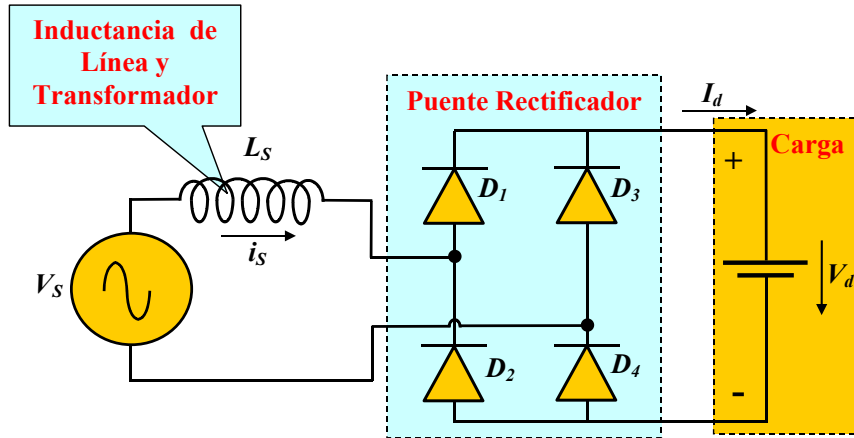 Inductancia de
Línea y
Transformador
Puente Rectificador
I_d
Carga
L_S
D_1
D_3
+
i_S
V_S
V_d
D_2
D_4
-